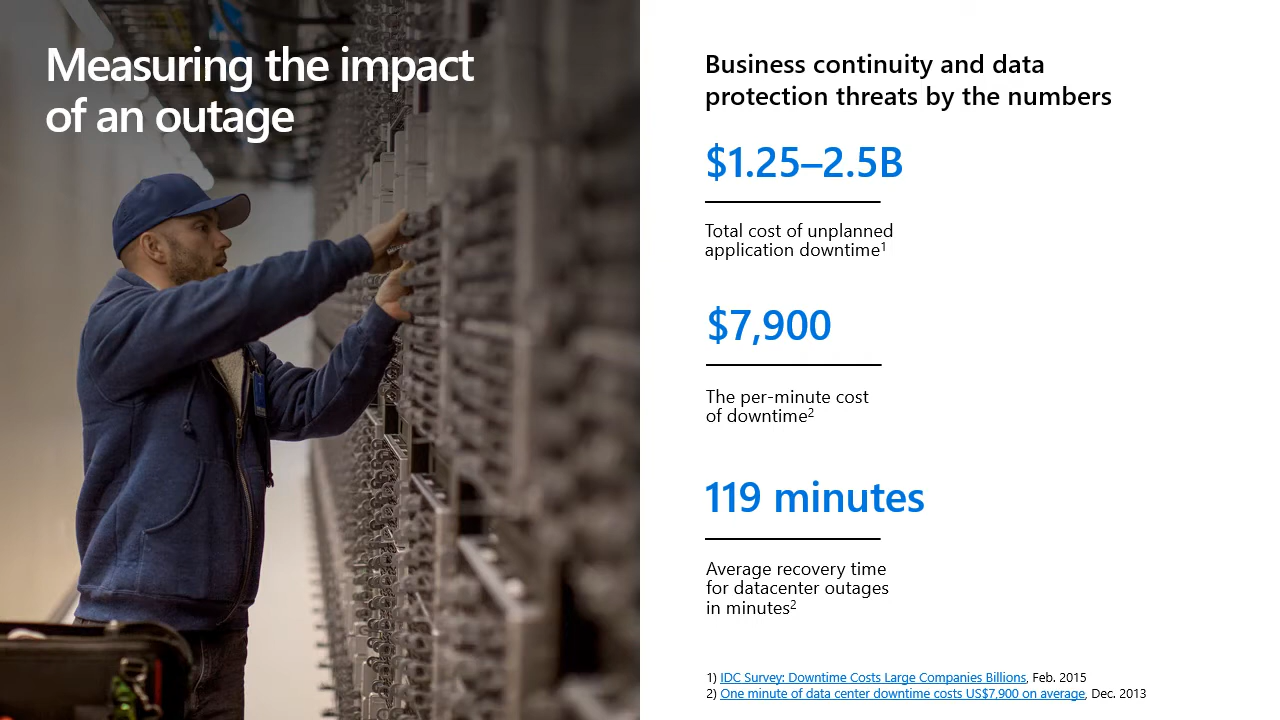 Measuring the impact
of an outage
Business continuity and data
protection threats by the numbers
$1.25–2.5B
Total cost of unplanned
application downtime1
$7,900
The per-minute cost
of downtime2
119 minutes
Average recovery time
for datacenter outages
in minutes2
1) IDC Survey: Downtime Costs Large Companies Billions, Feb. 2015
2) One minute of data center downtime costs US$7,900 on average, Dec. 2013